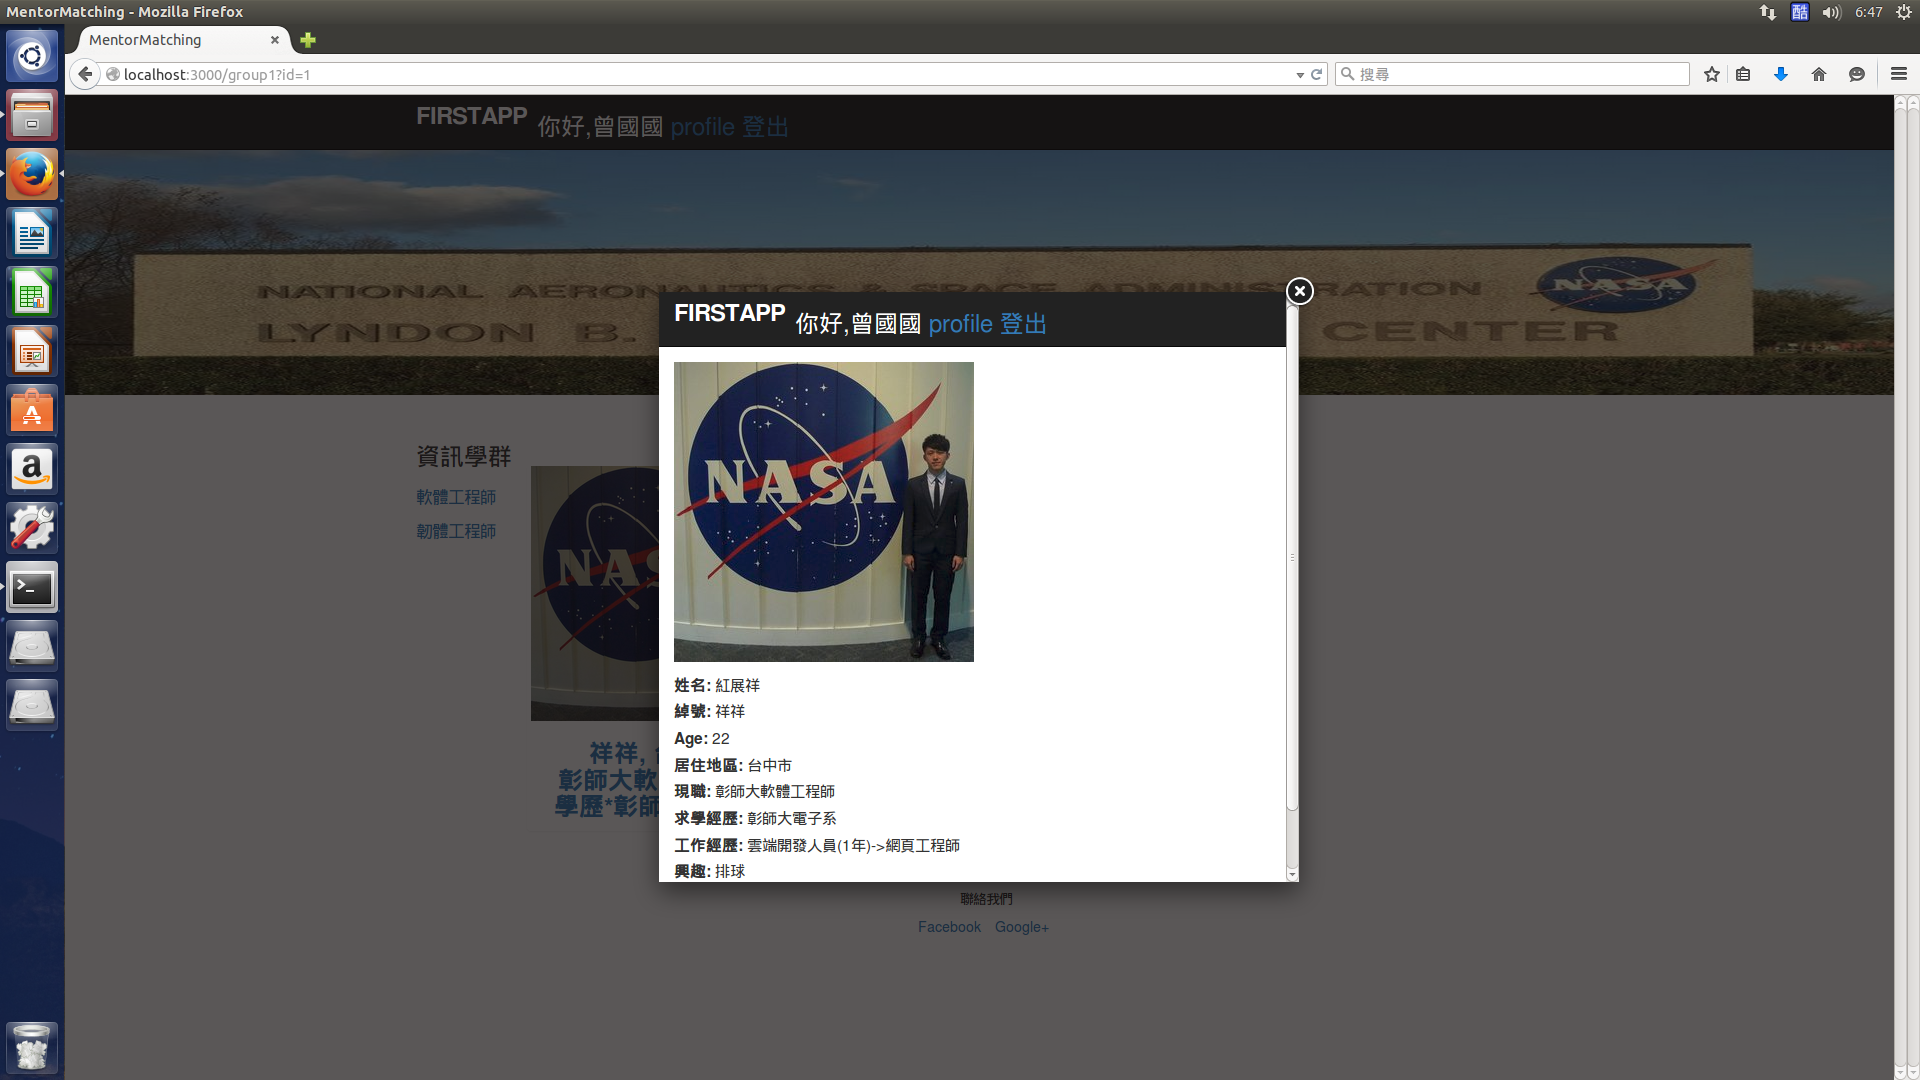 MentorMatching - Mozilla Firefox
酷
6:47
MentorMatching
localhost:3000/group1?id=1
搜尋
FIRSTAPP 你好,曾國國 profile 登出
NATIONAL AERONAUTICS SPACE ADMINISTRATION
NASA
LYNDON B. CENTER
FIRSTAPP 你好,曾國國 profile 登出
NASA
資訊學群
軟體工程師
韌體工程師
NAS
祥祥,
彰師大軟
學歷*彰師
姓名: 紅展祥
綽號: 祥祥
Age: 22
居住地區: 台中市
現職: 彰師大軟體工程師
求學經歷: 彰師大電子系
工作經歷: 雲端開發人員(1年)->網頁工程師
興趣: 排球
聯絡我們
Facebook Google+